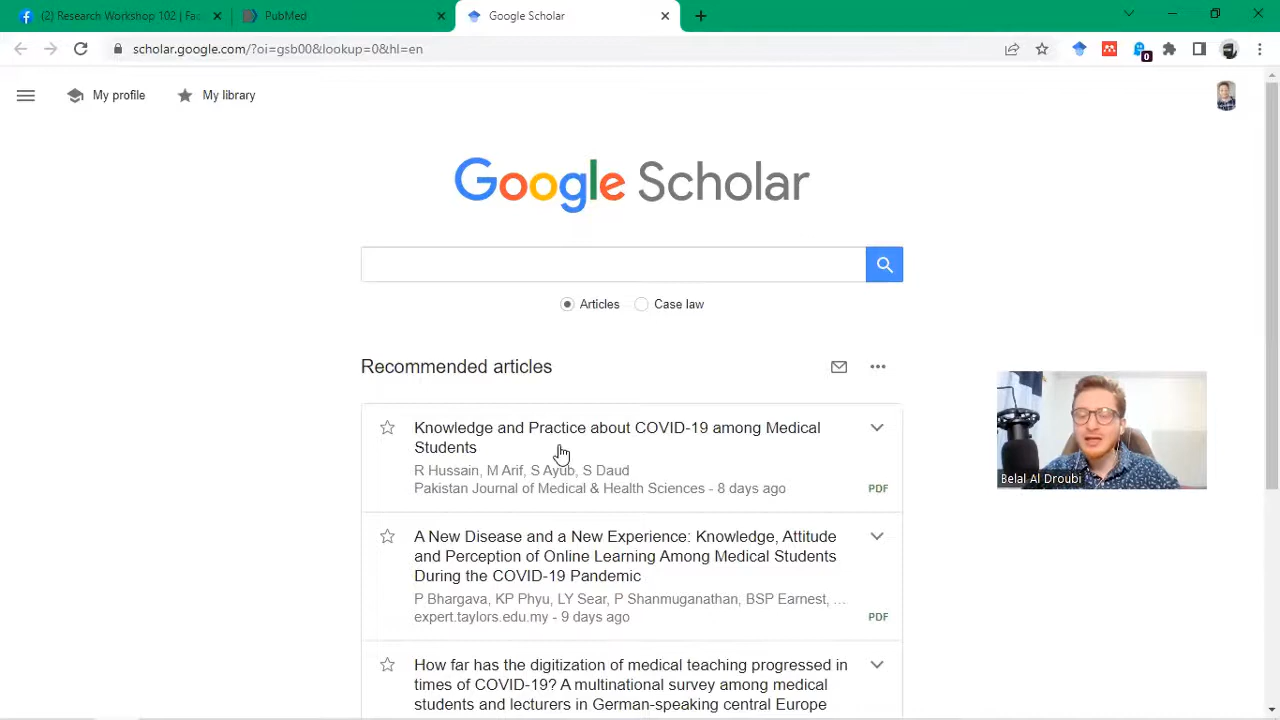 (2) Research Workshop 102 | Fac
PubMed
Google Scholar
scholar.google.com/?oi=gsb00&lookup=0&hl=en
0
My profile
My library
Google Scholar
Articles
Case law
Recommended articles
Knowledge and Practice about COVID-19 among Medical
Students
R Hussain, M Arif, S Ayub, S Daud
Pakistan Journal of Medical & Health Sciences - 8 days ago
PDF
A New Disease and a New Experience: Knowledge, Attitude
and Perception of Online Learning Among Medical Students
During the COVID-19 Pandemic
P Bhargava, KP Phyu, LY Sear, P Shanmuganathan, BSP Earnest, ...
expert.taylors.edu.my - 9 days ago
PDF
How far has the digitization of medical teaching progressed in
times of COVID-19? A multinational survey among medical
students and lecturers in German-speaking central Europe
Belal Al Droubi